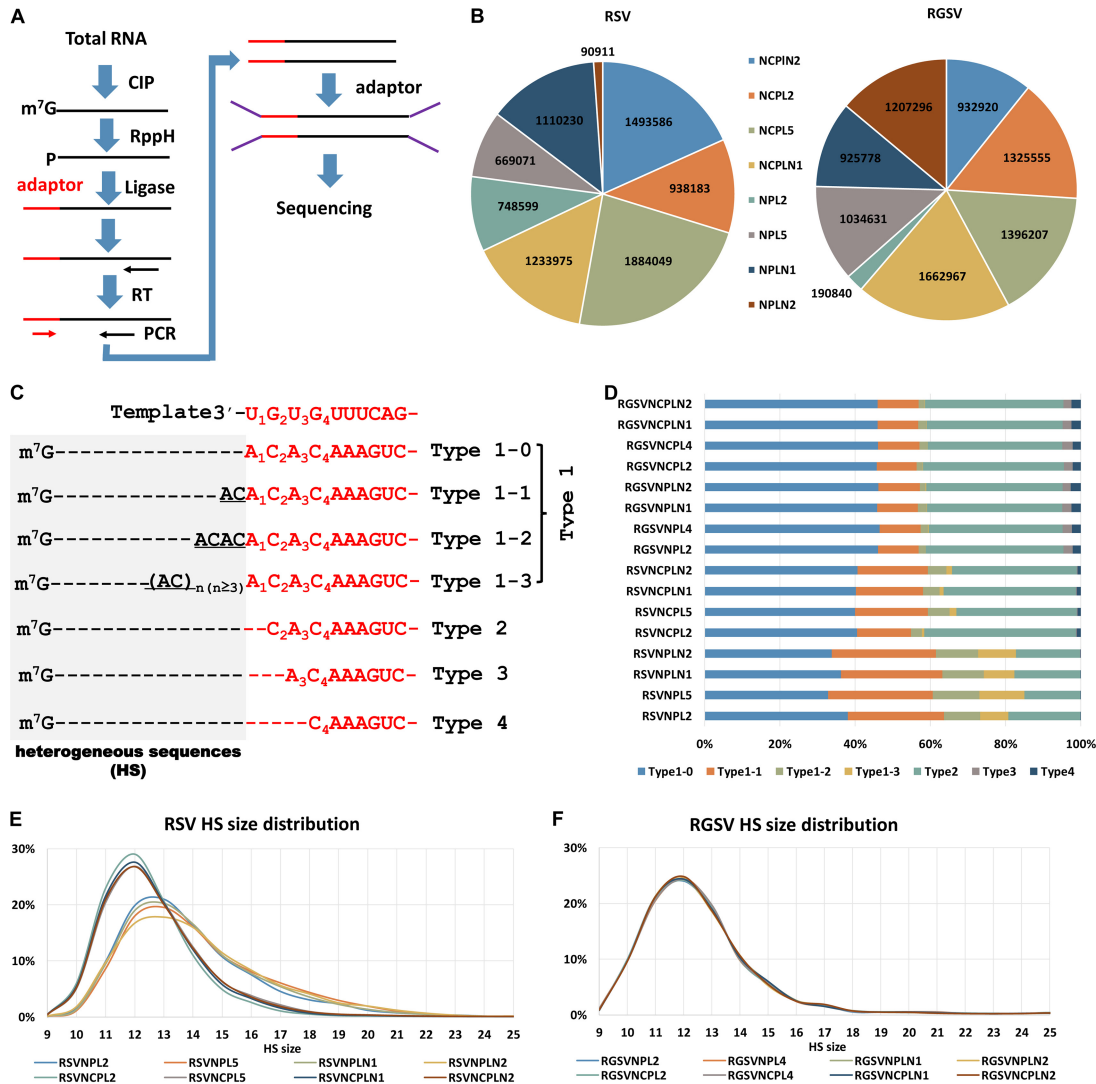 A
Total RNA
CIP
m7G
RppH
P
adaptor
Ligase
RT
PCR
adaptor
Sequencing
B
RSV
RGSV
90911
1493586
938183
1884049
1233975
748599
669071
1110230
NCPIN2
NCPL2
NCPL5
NCPLN1
NPL2
NPL5
NPLN1
NPLN2
932920
1325555
1396207
1662967
190840
1034631
925778
1207296
C
Template3′-U1G2U3G4UUUCAG-
m7G A1C2A3C4AAAGUC- Type 1-0
m7G ACA1C2A3C4AAAGUC- Type 1-1
m7G ACACA1C2A3C4AAAGUC- Type 1-2
m7G (AC)n(n≥3)A1C2A3C4AAAGUC- Type 1-3
Type 1
m7G C2A3C4AAAGUC- Type 2
m7G A3C4AAAGUC- Type 3
m7G C4AAAGUC- Type 4
heterogeneous sequences
(HS)
D
RGSVNCPLN2
RGSVNCPLN1
RGSVNCPL4
RGSVNCPL2
RGSVNPLN2
RGSVNPLN1
RGSVNPL4
RGSVNPL2
RSVNCPLN2
RSVNCPLN1
RSVNCPL5
RSVNCPL2
RSVNPLN2
RSVNPLN1
RSVNPL5
RSVNPL2
0% 20% 40% 60% 80% 100%
Type1-0 Type1-1 Type1-2 Type1-3 Type2 Type3 Type4
E
RSV HS size distribution
30%
20%
10%
0%
9 10 11 12 13 14 15 16 17 18 19 20 21 22 23 24 25
HS size
RSVNPL2 RSVNPL5 RSVNPLN1 RSVNPLN2
RSVNCPL2 RSVNCPL5 RSVNCPLN1 RSVNCPLN2
F
RGSV HS size distribution
30%
20%
10%
0%
9 10 11 12 13 14 15 16 17 18 19 20 21 22 23 24 25
HS size
RGSVNPL2 RGSVNPL4 RGSVNPLN1 RGSVNPLN2
RGSVNCPL2 RGSVNCPL4 RGSVNCPLN1 RGSVNCPLN2